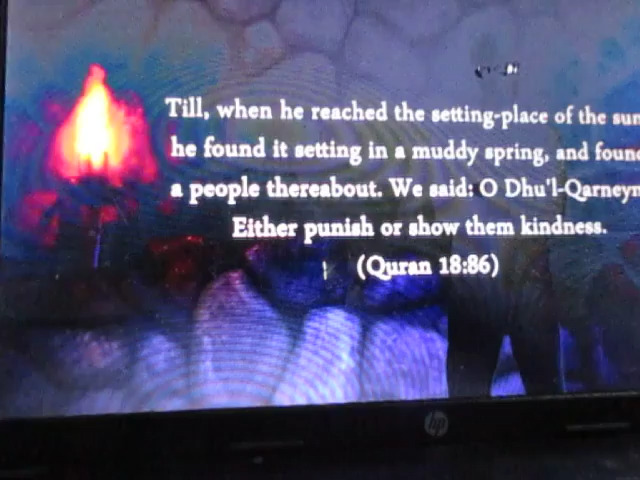 Till, when he reached the setting-place of the sun
he found it setting in a muddy spring, and found
a people thereabout. We said: O Dhu'l-Qarneyn
Either punish or show them kindness.
(Quran 18:86)
hp